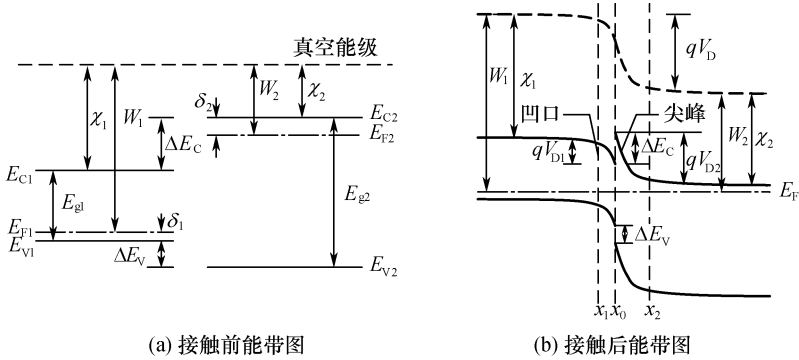 真空能级
χ1
W1
δ2
W2
χ2
EC2
EF2
ΔEC
EC1
Eg1
Eg2
EF1
δ1
EV1
ΔEV
EV2
(a) 接触前能带图
qVD
W1
χ1
凹口
尖峰
qVD1
ΔEC
qVD2
W2
χ2
EF
ΔEV
x1
x0
x2
(b) 接触后能带图